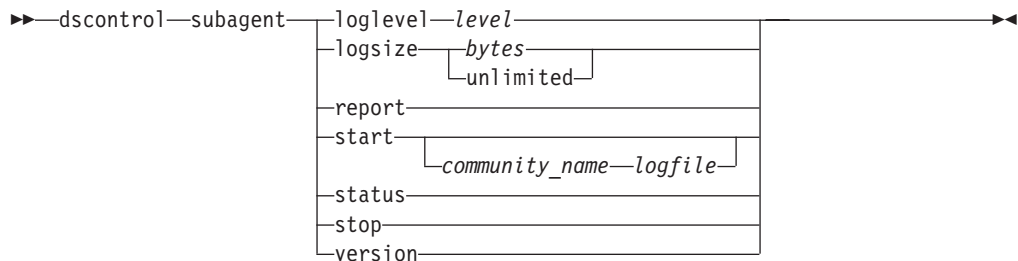 dscontrol subagent loglevel level
logsize bytes
unlimited
report
start
community_name logfile
status
stop
version